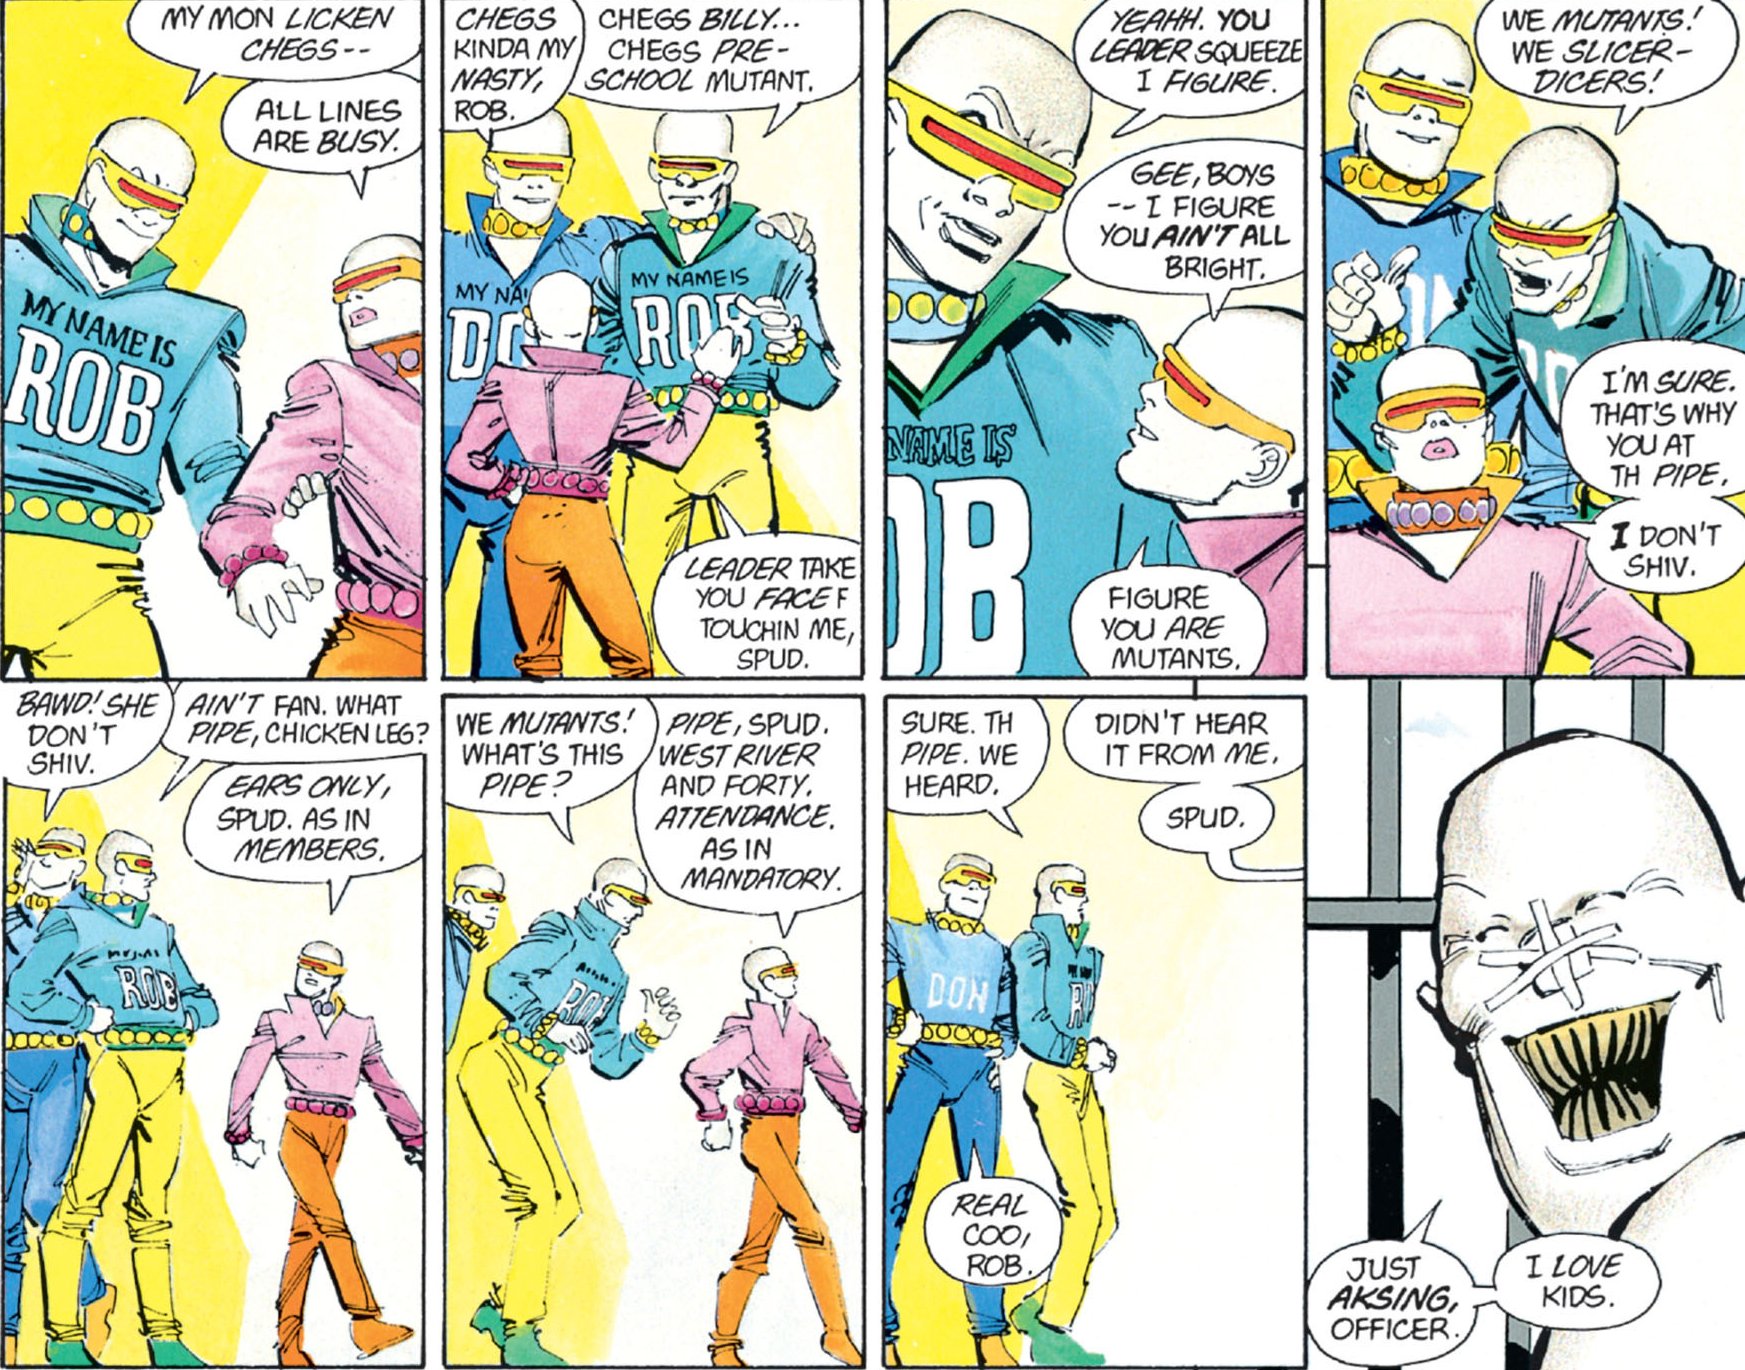 MY MON LICKEN
CHEGS--
ALL LINES
ARE BUSY.
MY NAME IS
ROB
CHEGS
KINDA MY
NASTY,
ROB.
CHEGS BILLY...
CHEGS PRE-
SCHOOL MUTANT.
MY NA
DO
MY NAME IS
ROB
LEADER TAKE
YOU FACE F
TOUCHIN ME,
SPUD.
YEAHH. YOU
LEADER SQUEEZE
I FIGURE.
GEE, BOYS
-- I FIGURE
YOU AIN'T ALL
BRIGHT.
NAME IS
OB
FIGURE
YOU ARE
MUTANTS.
WE MUTANTS!
WE SLICER-
DICERS!
ON
OB
I'M SURE.
THAT'S WHY
YOU AT
TH PIPE.
I DON'T
SHIV.
BAWD! SHE
DON'T
SHIV.
AIN'T FAN. WHAT
PIPE, CHICKEN LEG?
EARS ONLY,
SPUD. AS IN
MEMBERS.
ROB
WE MUTANTS!
WHAT'S THIS
PIPE?
PIPE, SPUD.
WEST RIVER
AND FORTY.
ATTENDANCE.
AS IN
MANDATORY.
ROB
SURE. TH
PIPE. WE
HEARD.
DIDN'T HEAR
IT FROM ME,
SPUD.
DON
RO
REAL
COO,
ROB.
JUST
AKSING,
OFFICER.
I LOVE
KIDS.